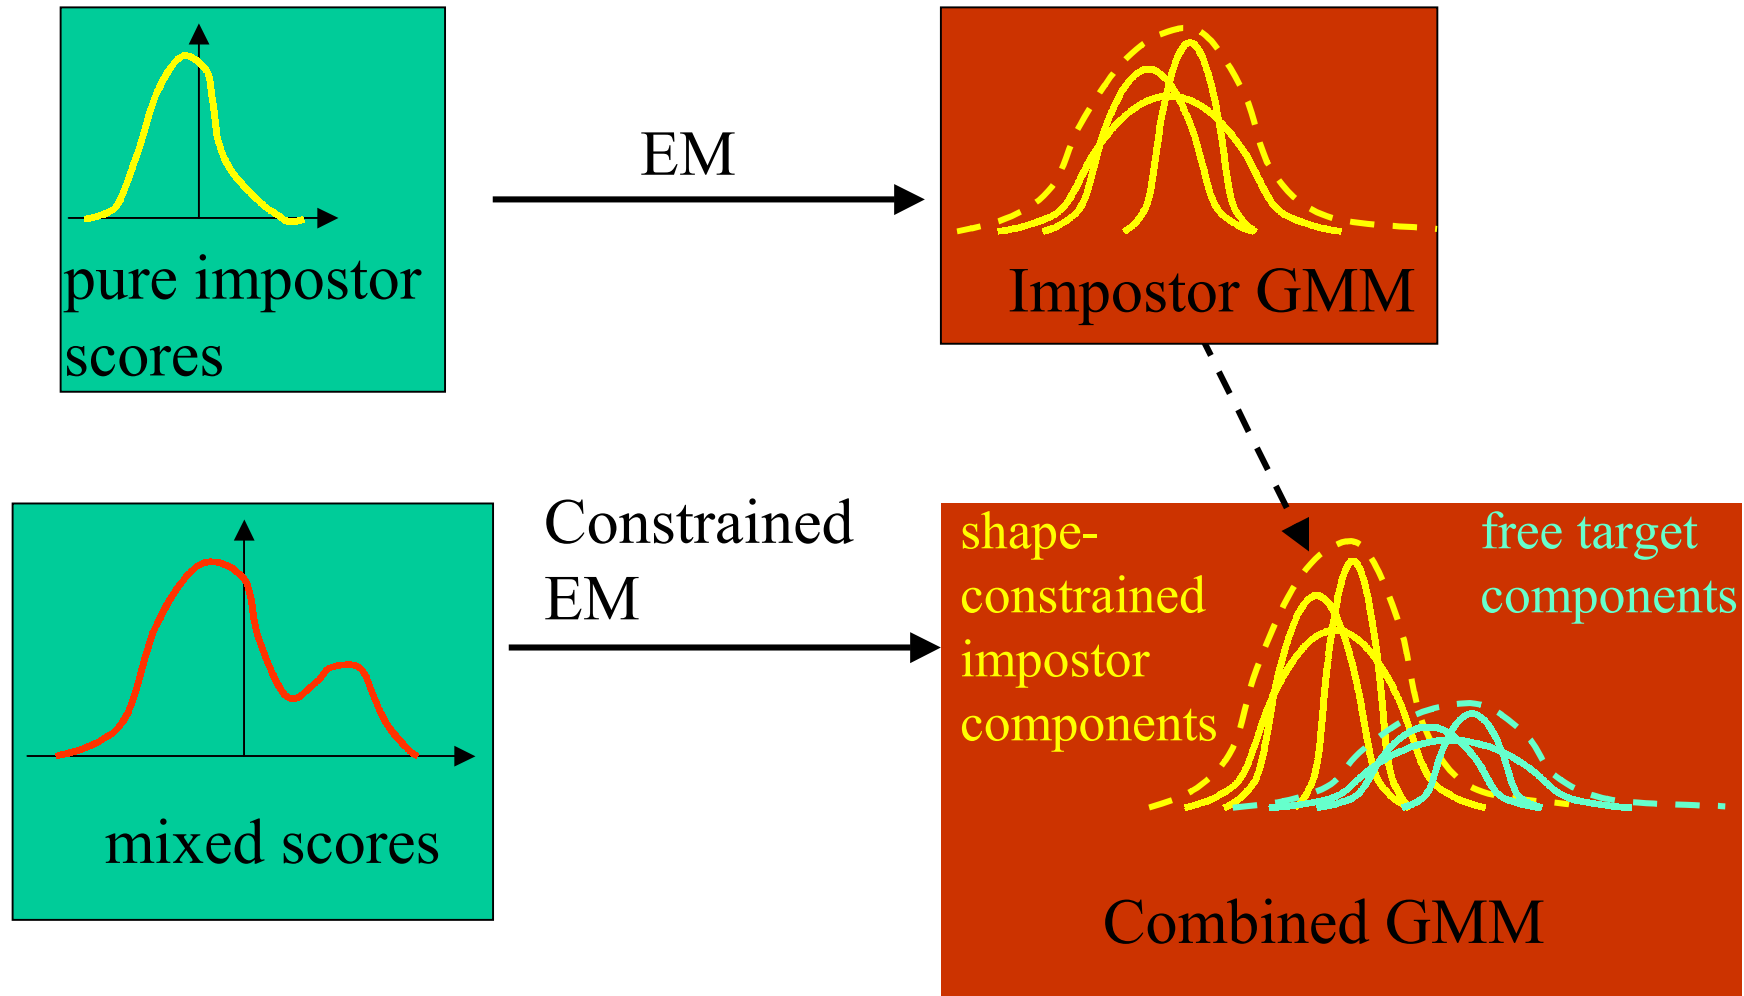 EM
pure impostor
scores
Impostor GMM
Constrained
EM
mixed scores
shape-
constrained
impostor
components
free target
components
Combined GMM